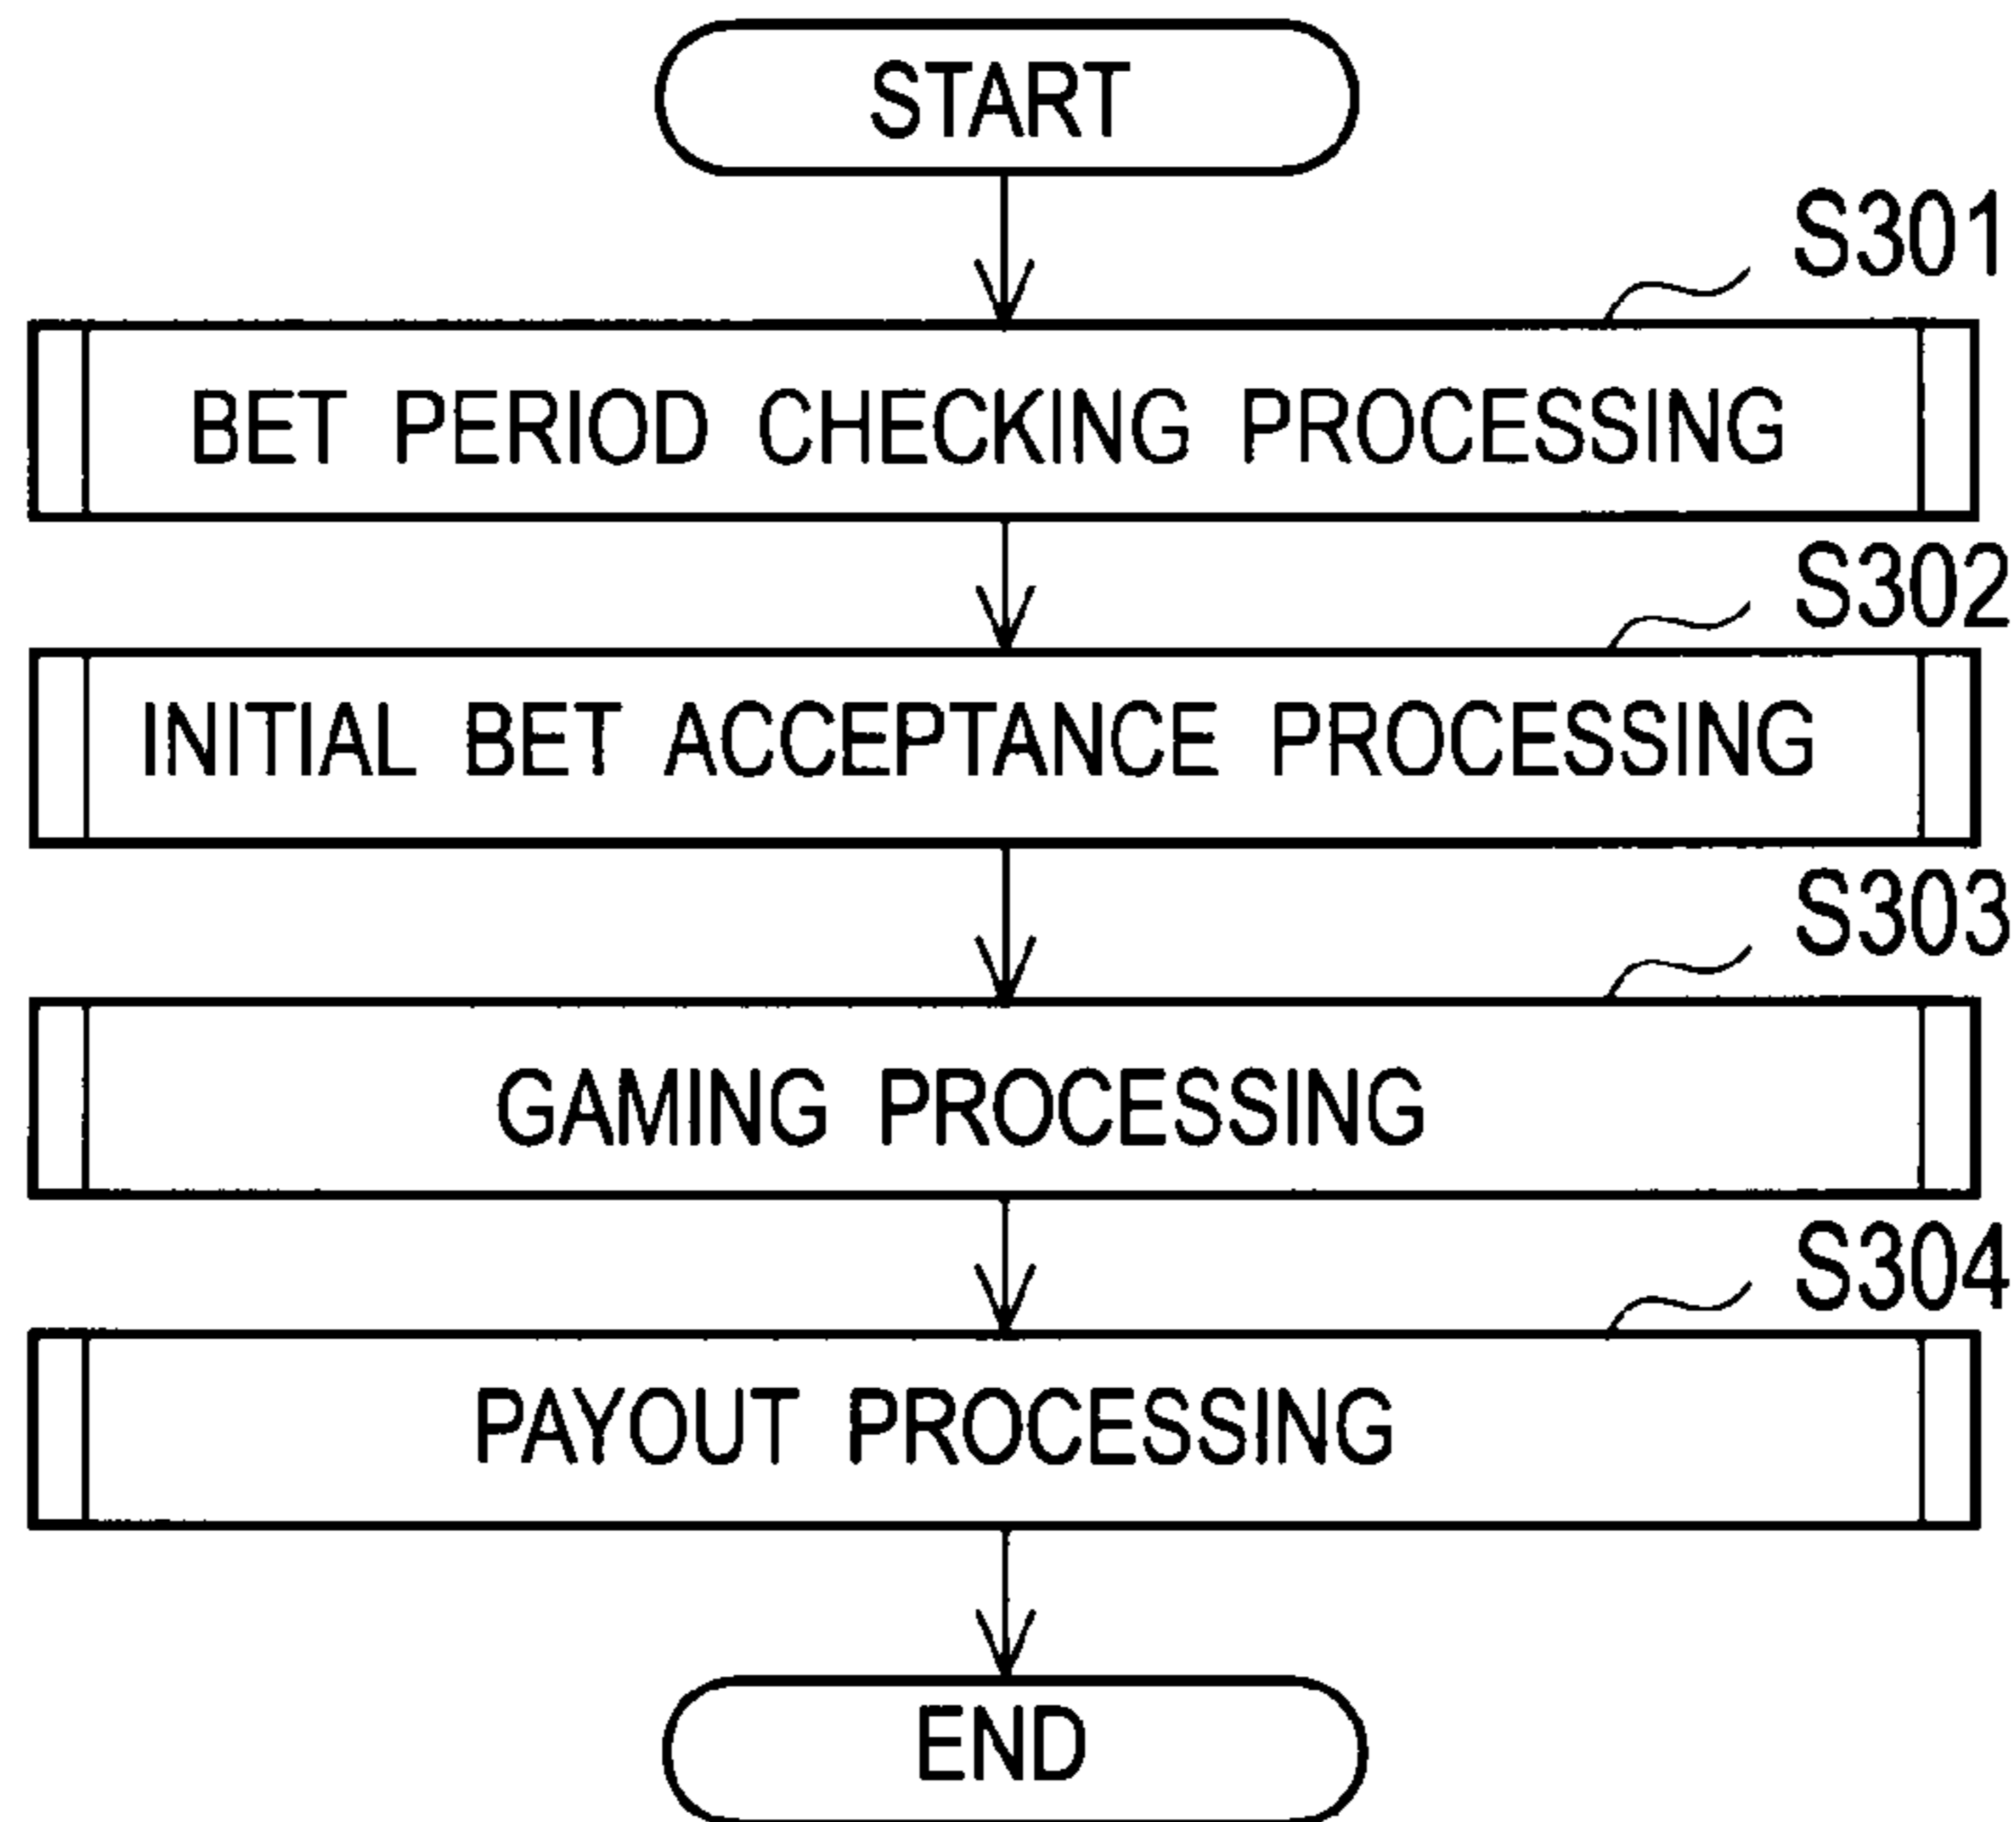 START
S301
BET PERIOD CHECKING PROCESSING
S302
INITIAL BET ACCEPTANCE PROCESSING
S303
GAMING PROCESSING
S304
PAYOUT PROCESSING
END